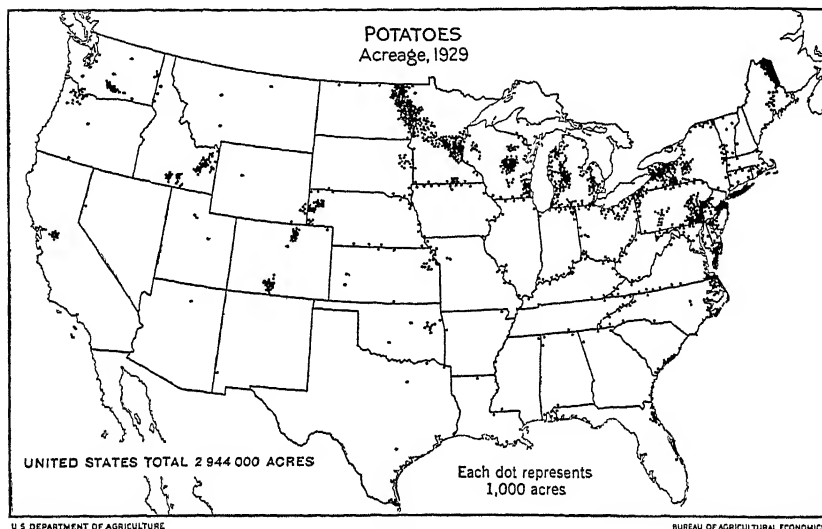 POTATOES
Acreage, 1929
UNITED STATES TOTAL 2 944 000 ACRES
Each dot represents
1,000 acres
U S DEPARTMENT OF AGRICULTURE
BUREAU OF AGRICULTURAL ECONOMICS